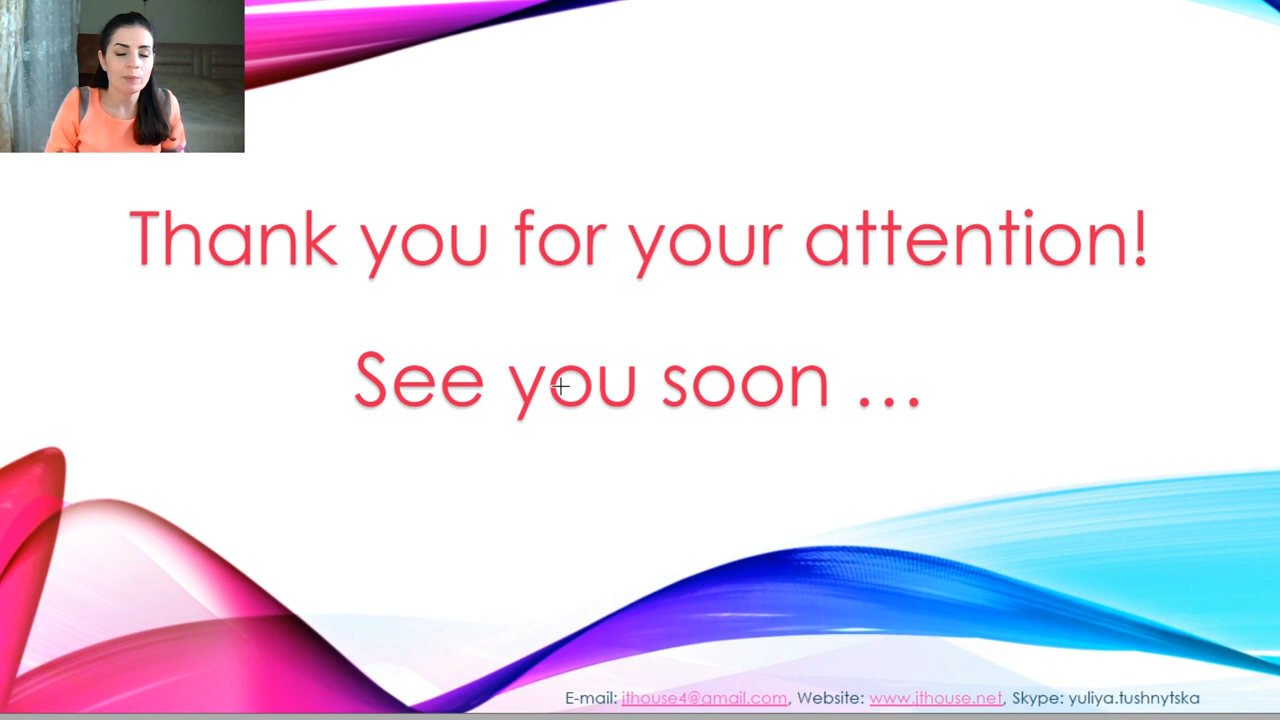 Thank you for your attention!
See you soon ...
E-mail: ithouse4@gmail.com, Website: www.ithouse.net, Skype: yuliya.tushnytska